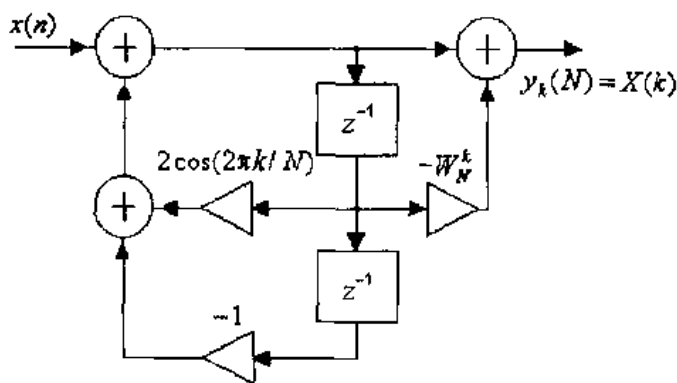 x(n)
+
+
y_k(N) = X(k)
z^{-1}
2cos(2πk/N)
-W_N^k
+
z^{-1}
-1